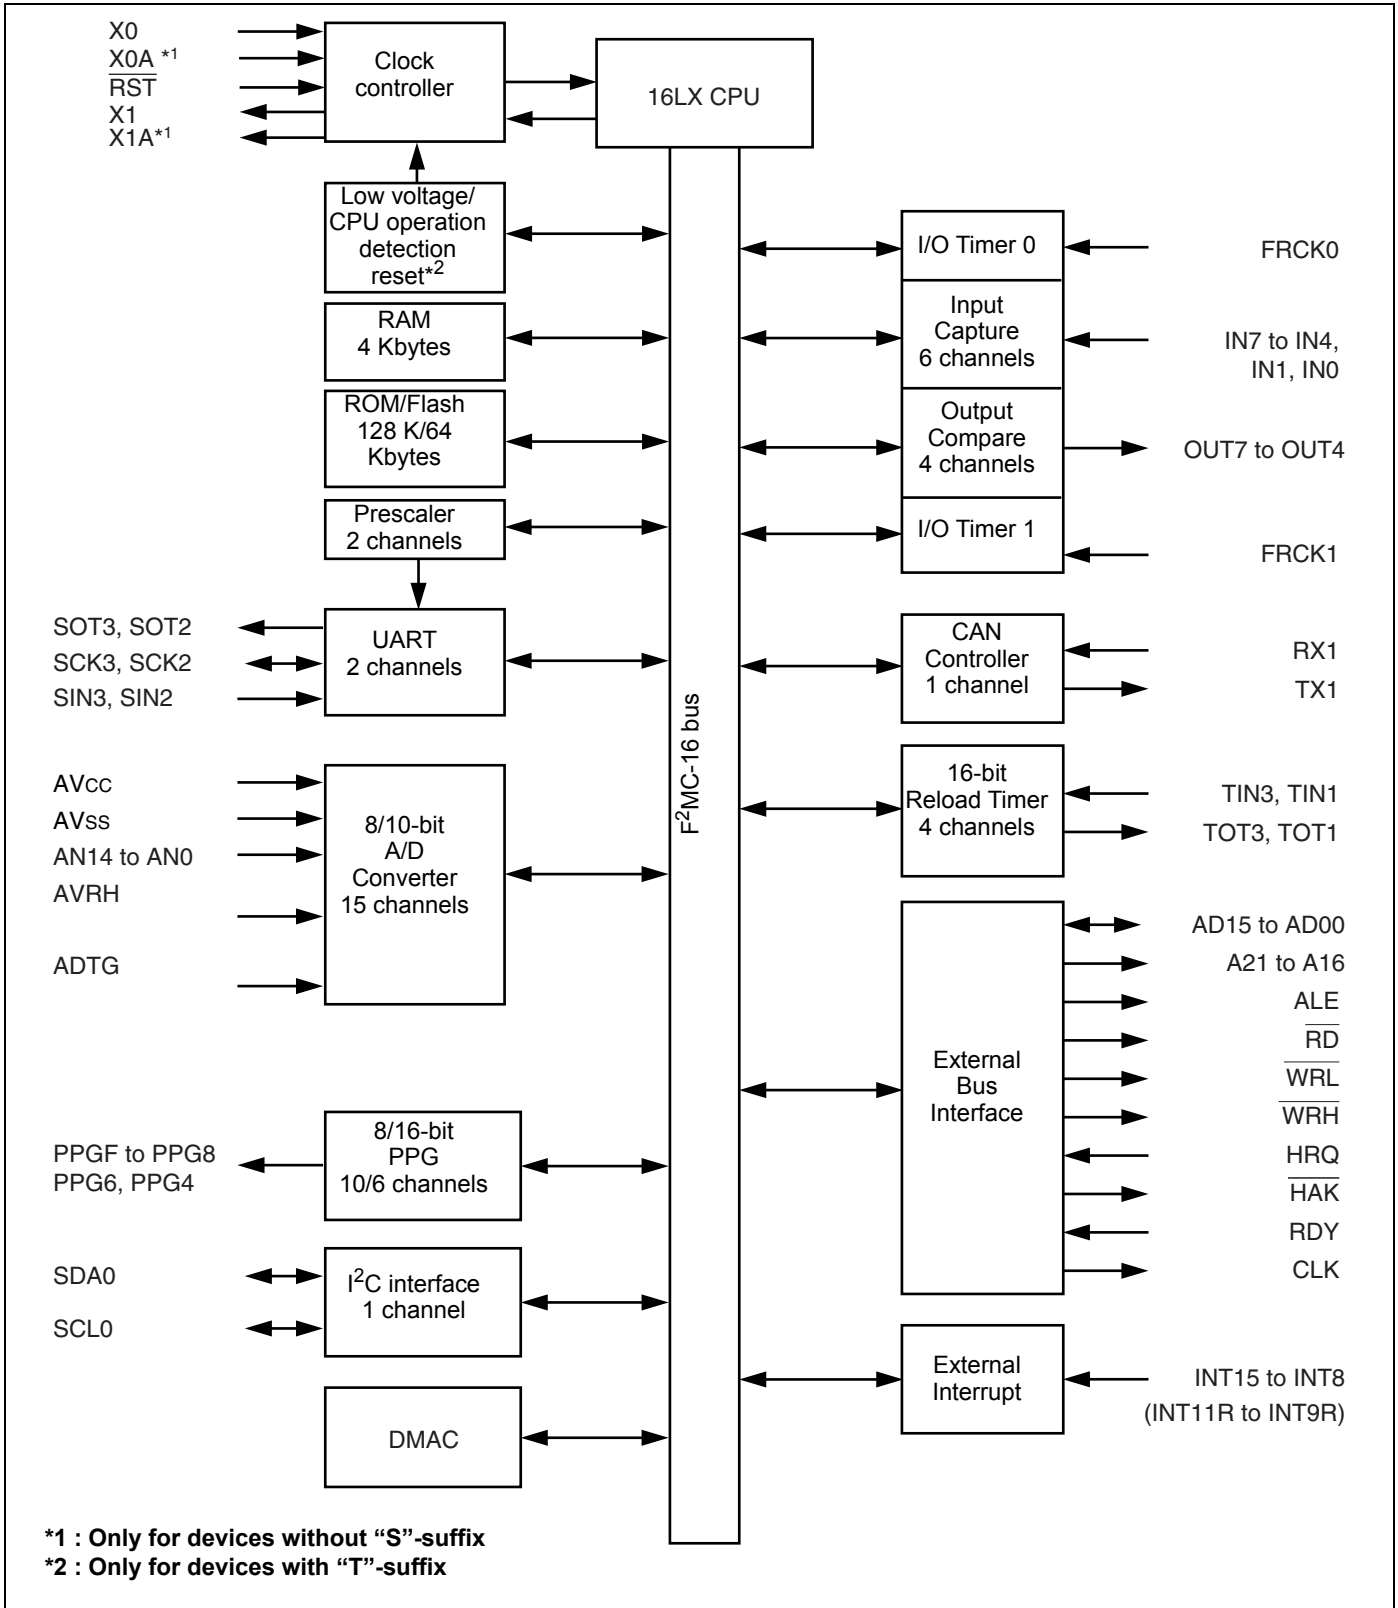 X0
X0A *1
RST
X1
X1A*1
Clock
controller
16LX CPU
Low voltage/
CPU operation
detection
reset*2
RAM
4 Kbytes
ROM/Flash
128 K/64
Kbytes
Prescaler
2 channels
SOT3, SOT2
SCK3, SCK2
SIN3, SIN2
UART
2 channels
AVCC
AVSS
AN14 to AN0
AVRH
ADTG
8/10-bit
A/D
Converter
15 channels
PPGF to PPG8
PPG6, PPG4
8/16-bit
PPG
10/6 channels
SDA0
SCL0
I2C interface
1 channel
DMAC
F2MC-16 bus
I/O Timer 0
FRCK0
Input
Capture
6 channels
IN7 to IN4,
IN1, IN0
Output
Compare
4 channels
OUT7 to OUT4
I/O Timer 1
FRCK1
CAN
Controller
1 channel
RX1
TX1
16-bit
Reload Timer
4 channels
TIN3, TIN1
TOT3, TOT1
External
Bus
Interface
AD15 to AD00
A21 to A16
ALE
RD
WRL
WRH
HRQ
HAK
RDY
CLK
External
Interrupt
INT15 to INT8
(INT11R to INT9R)
*1 : Only for devices without “S”-suffix
*2 : Only for devices with “T”-suffix